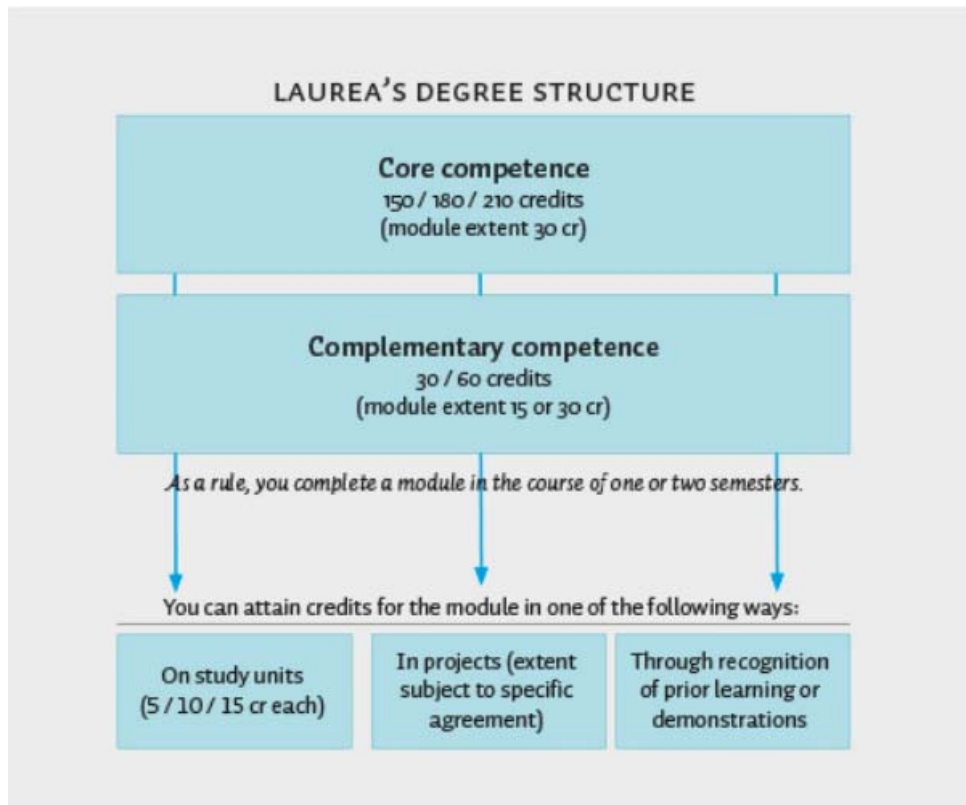 LAUREA'S DEGREE STRUCTURE
Core competence
150 / 180 / 210 credits
(module extent 30 cr)
Complementary competence
30 / 60 credits
(module extent 15 or 30 cr)
As a rule, you complete a module in the course of one or two semesters.
You can attain credits for the module in one of the following ways:
On study units
(5 / 10 / 15 cr each)
In projects (extent
subject to specific
agreement)
Through recognition
of prior learning or
demonstrations